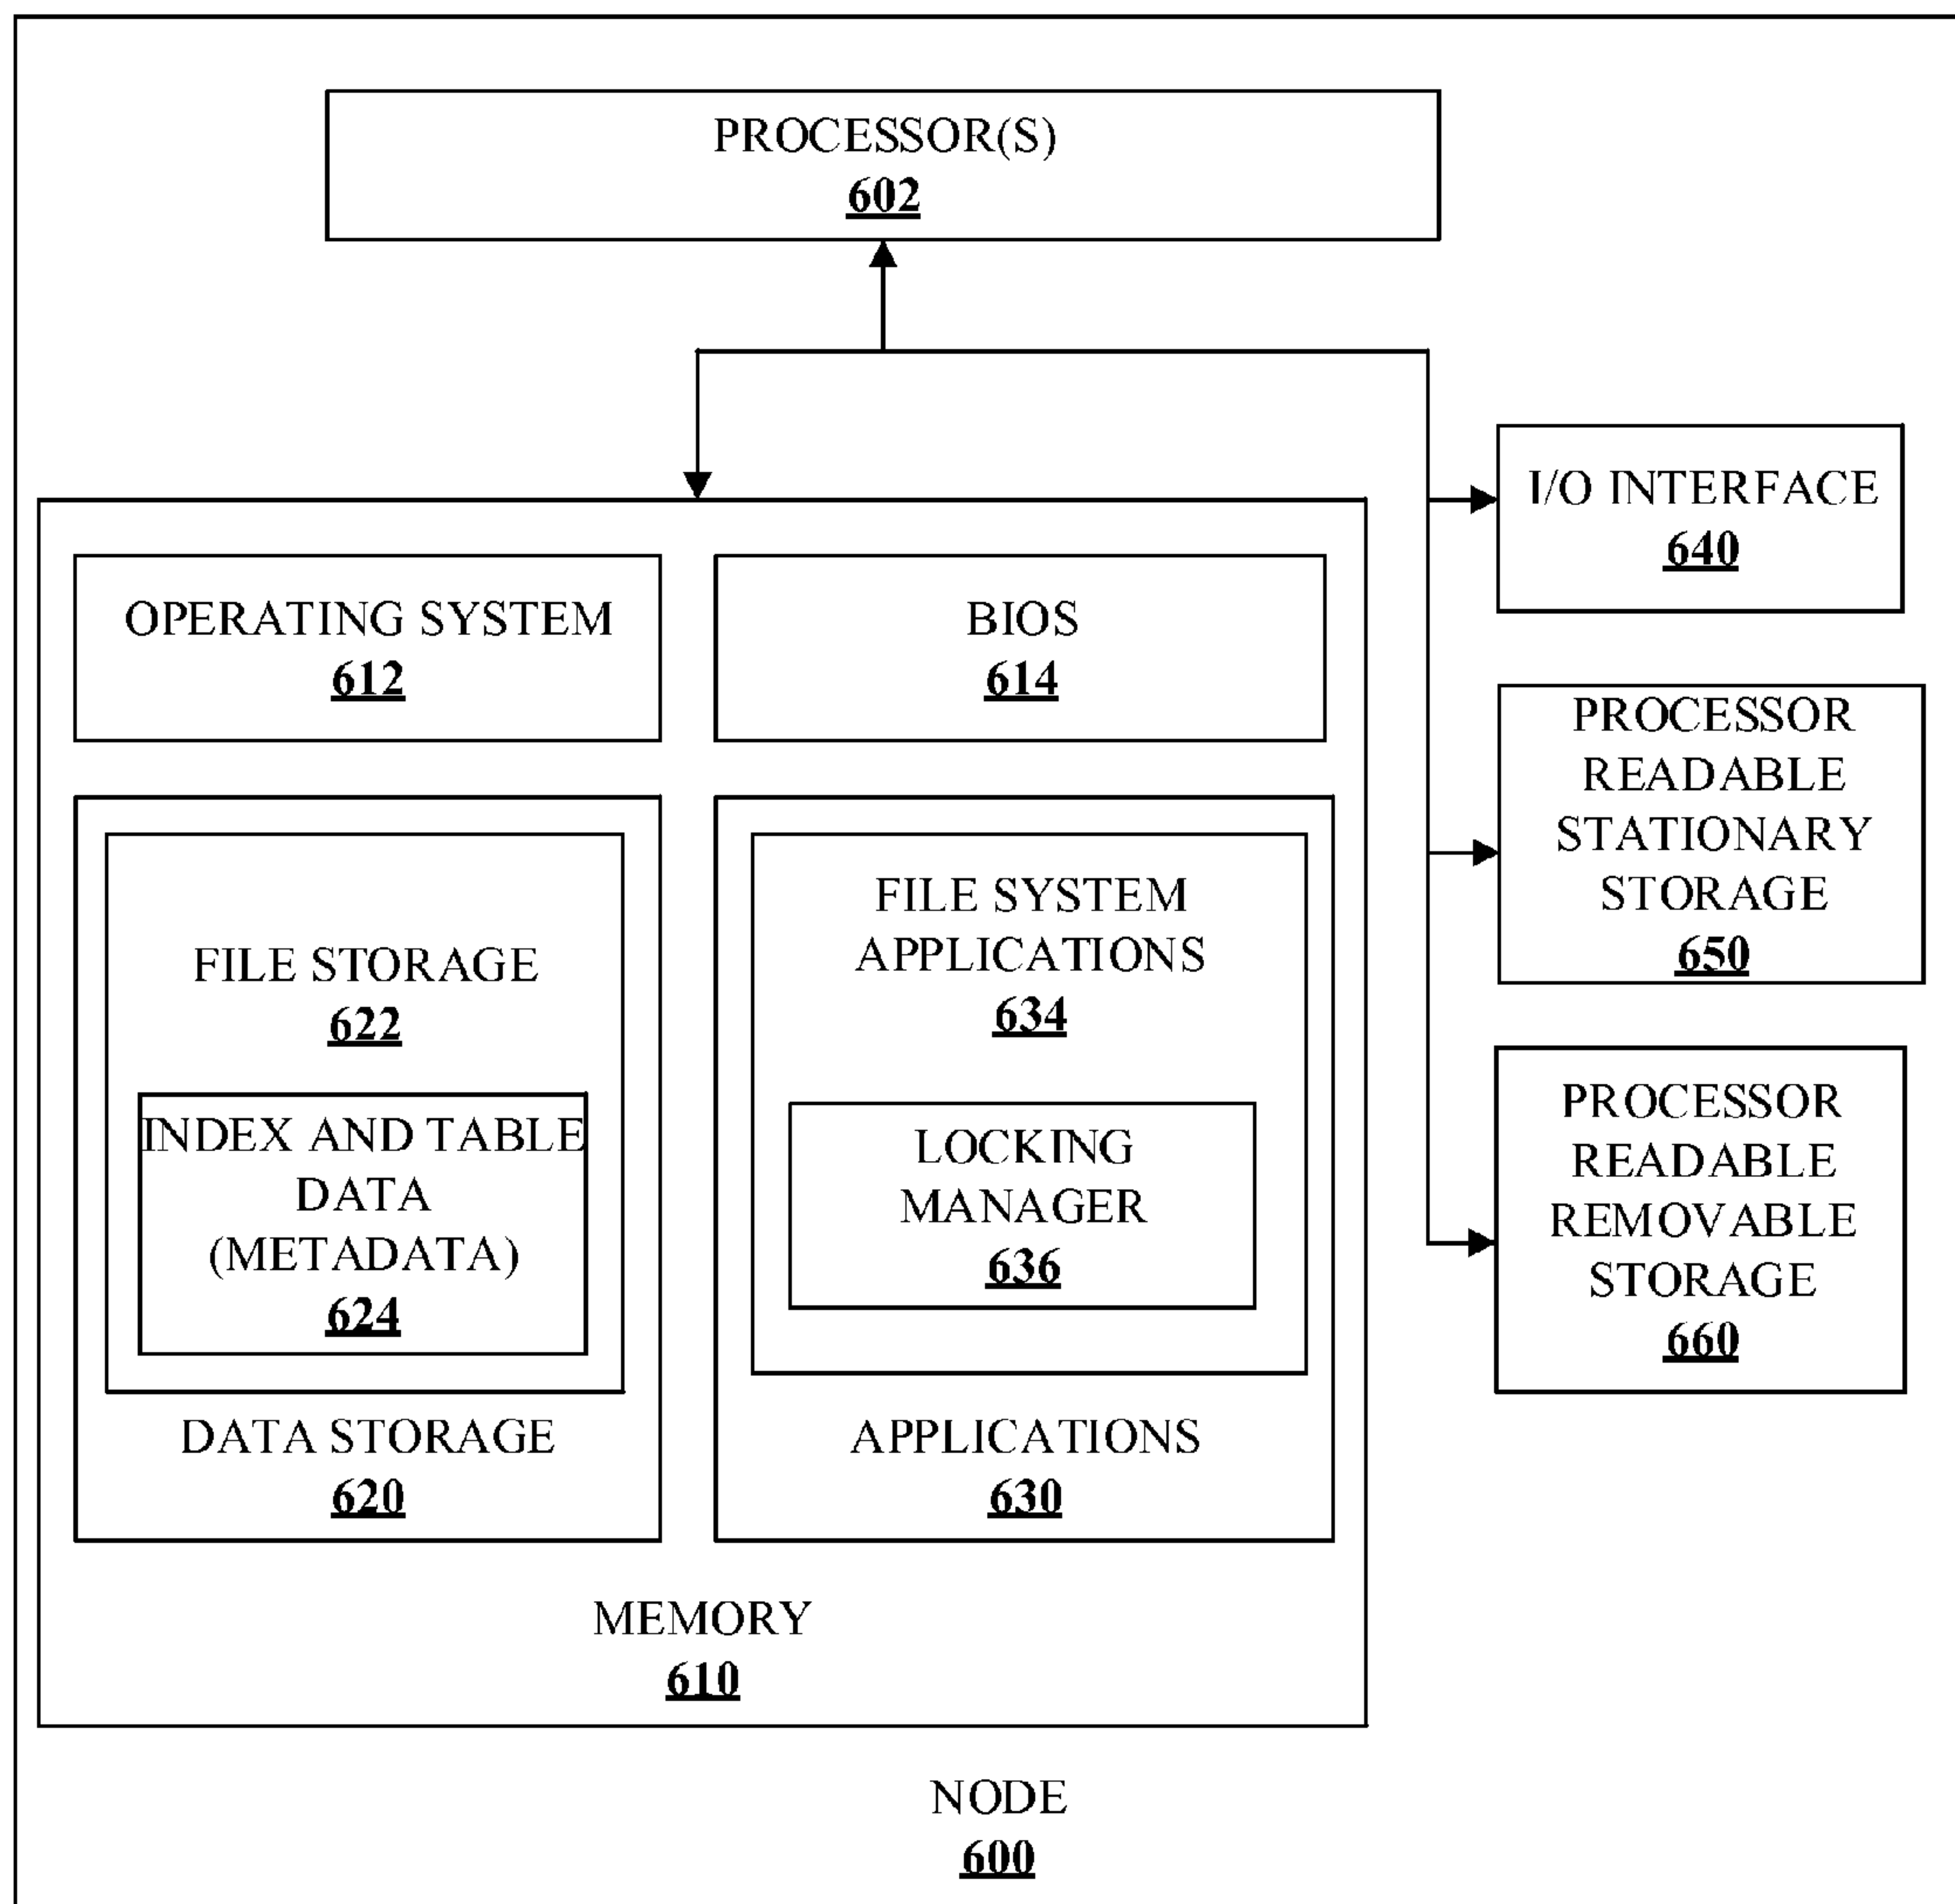 PROCESSOR(S)
602
I/O INTERFACE
640
OPERATING SYSTEM
612
BIOS
614
PROCESSOR
READABLE
STATIONARY
STORAGE
650
FILE STORAGE
622
INDEX AND TABLE
DATA
(METADATA)
624
DATA STORAGE
620
FILE SYSTEM
APPLICATIONS
634
LOCKING
MANAGER
636
APPLICATIONS
630
PROCESSOR
READABLE
REMOVABLE
STORAGE
660
MEMORY
610
NODE
600